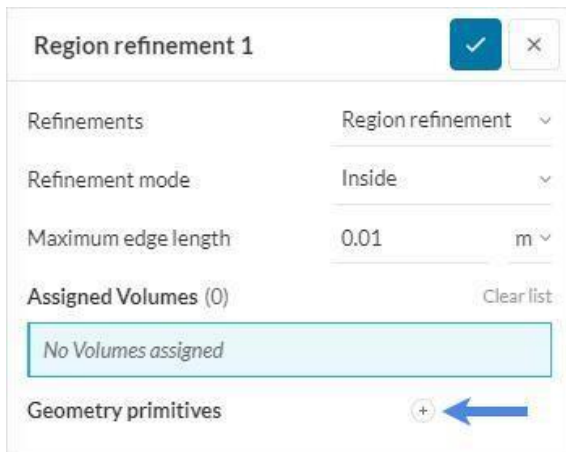 Region refinement 1
Refinements Region refinement
Refinement mode Inside
Maximum edge length 0.01 m
Assigned Volumes (0) Clear list
No Volumes assigned
Geometry primitives